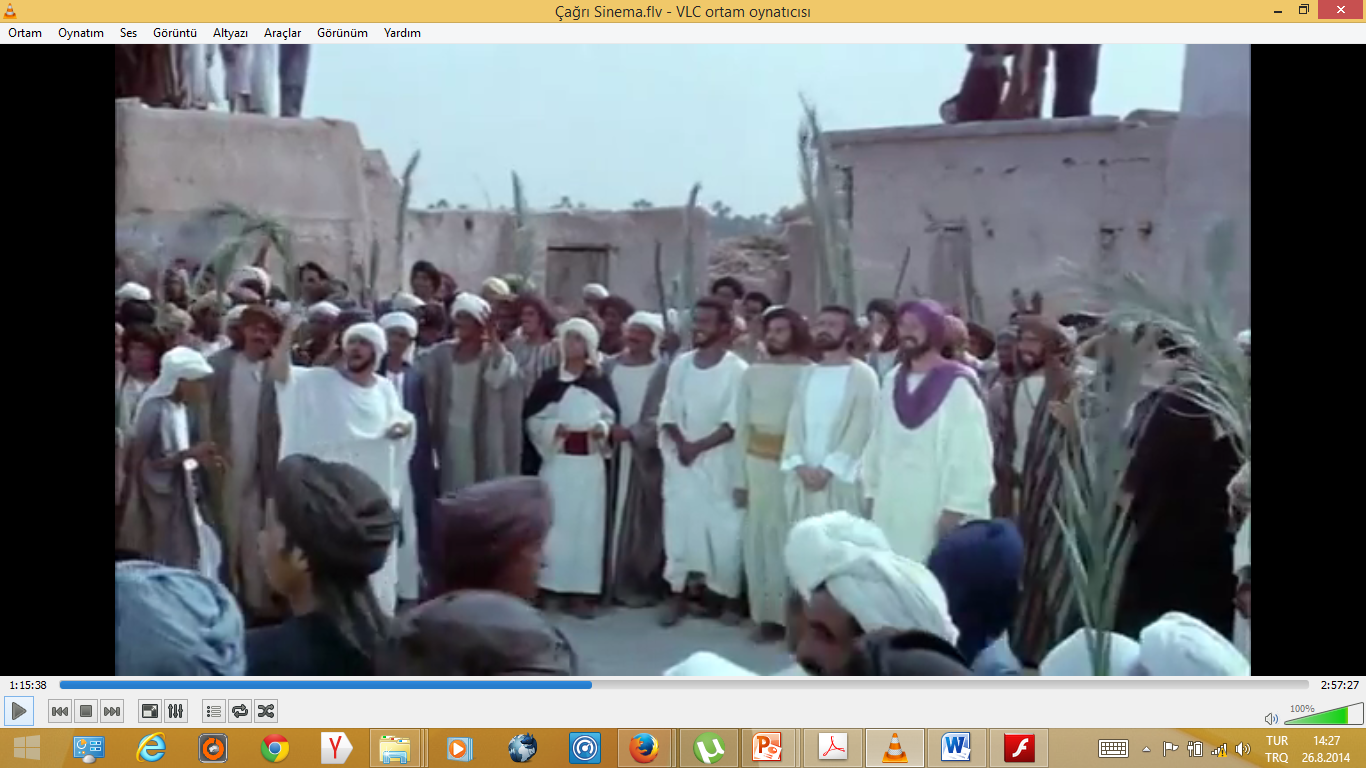 Çağrı Sinema.flv - VLC ortam oynatıcısı
Ortam Oynatım Ses Görüntü Altyazı Araçlar Görünüm Yardım
1:15:38 2:57:27
100%
TUR 14:27
TRQ 26.8.2014